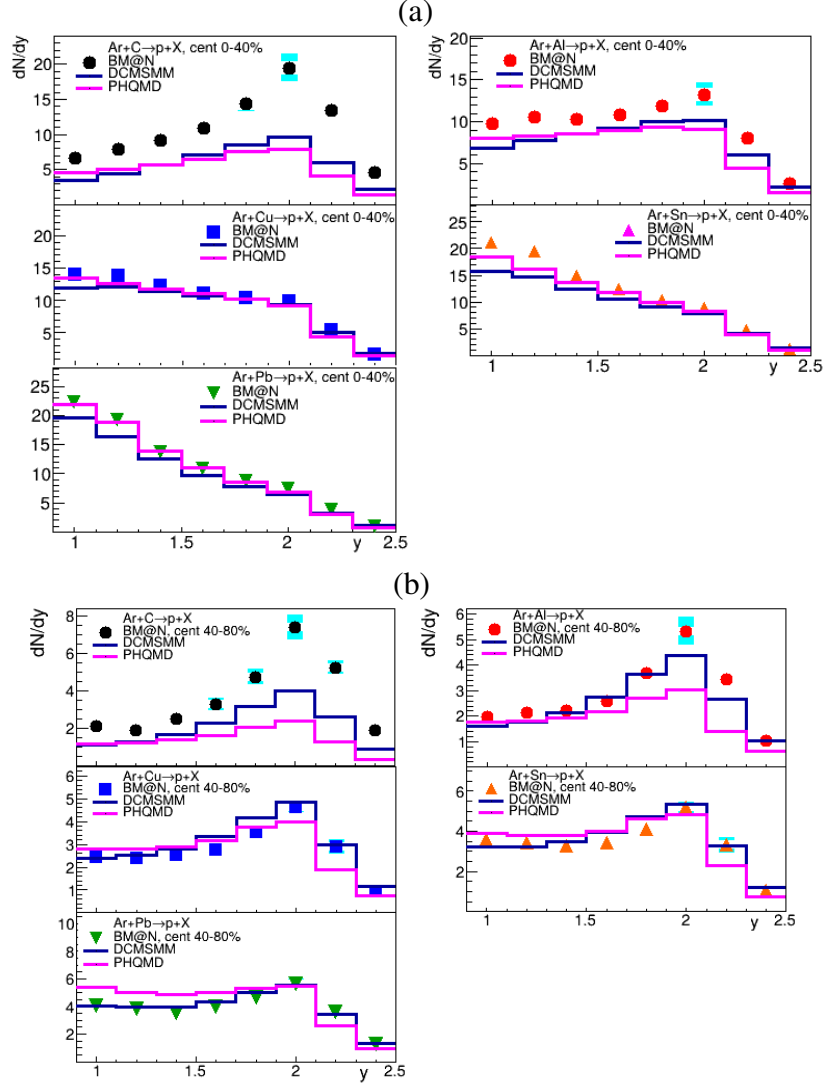 (a)
dN/dy
Ar+C→p+X, cent 0-40%
BM@N
DCMSMM
PHQMD
20
15
10
5
Ar+Al→p+X, cent 0-40%
BM@N
DCMSMM
PHQMD
20
15
10
5
Ar+Cu→p+X, cent 0-40%
BM@N
DCMSMM
PHQMD
20
15
10
5
Ar+Sn→p+X, cent 0-40%
BM@N
DCMSMM
PHQMD
25
20
15
10
5
1 1.5 2 y 2.5
Ar+Pb→p+X, cent 0-40%
BM@N
DCMSMM
PHQMD
25
20
15
10
5
1 1.5 2 y 2.5
(b)
dN/dy
Ar+C→p+X
BM@N, cent 40-80%
DCMSMM
PHQMD
8
6
4
2
dN/dy
Ar+Al→p+X
BM@N, cent 40-80%
DCMSMM
PHQMD
6
5
4
3
2
1
Ar+Cu→p+X
BM@N, cent 40-80%
DCMSMM
PHQMD
6
5
4
3
2
1
Ar+Sn→p+X
BM@N, cent 40-80%
DCMSMM
PHQMD
6
4
2
1 1.5 y 2 2.5
Ar+Pb→p+X
BM@N, cent 40-80%
DCMSMM
PHQMD
10
8
6
4
2
1 1.5 2 y 2.5